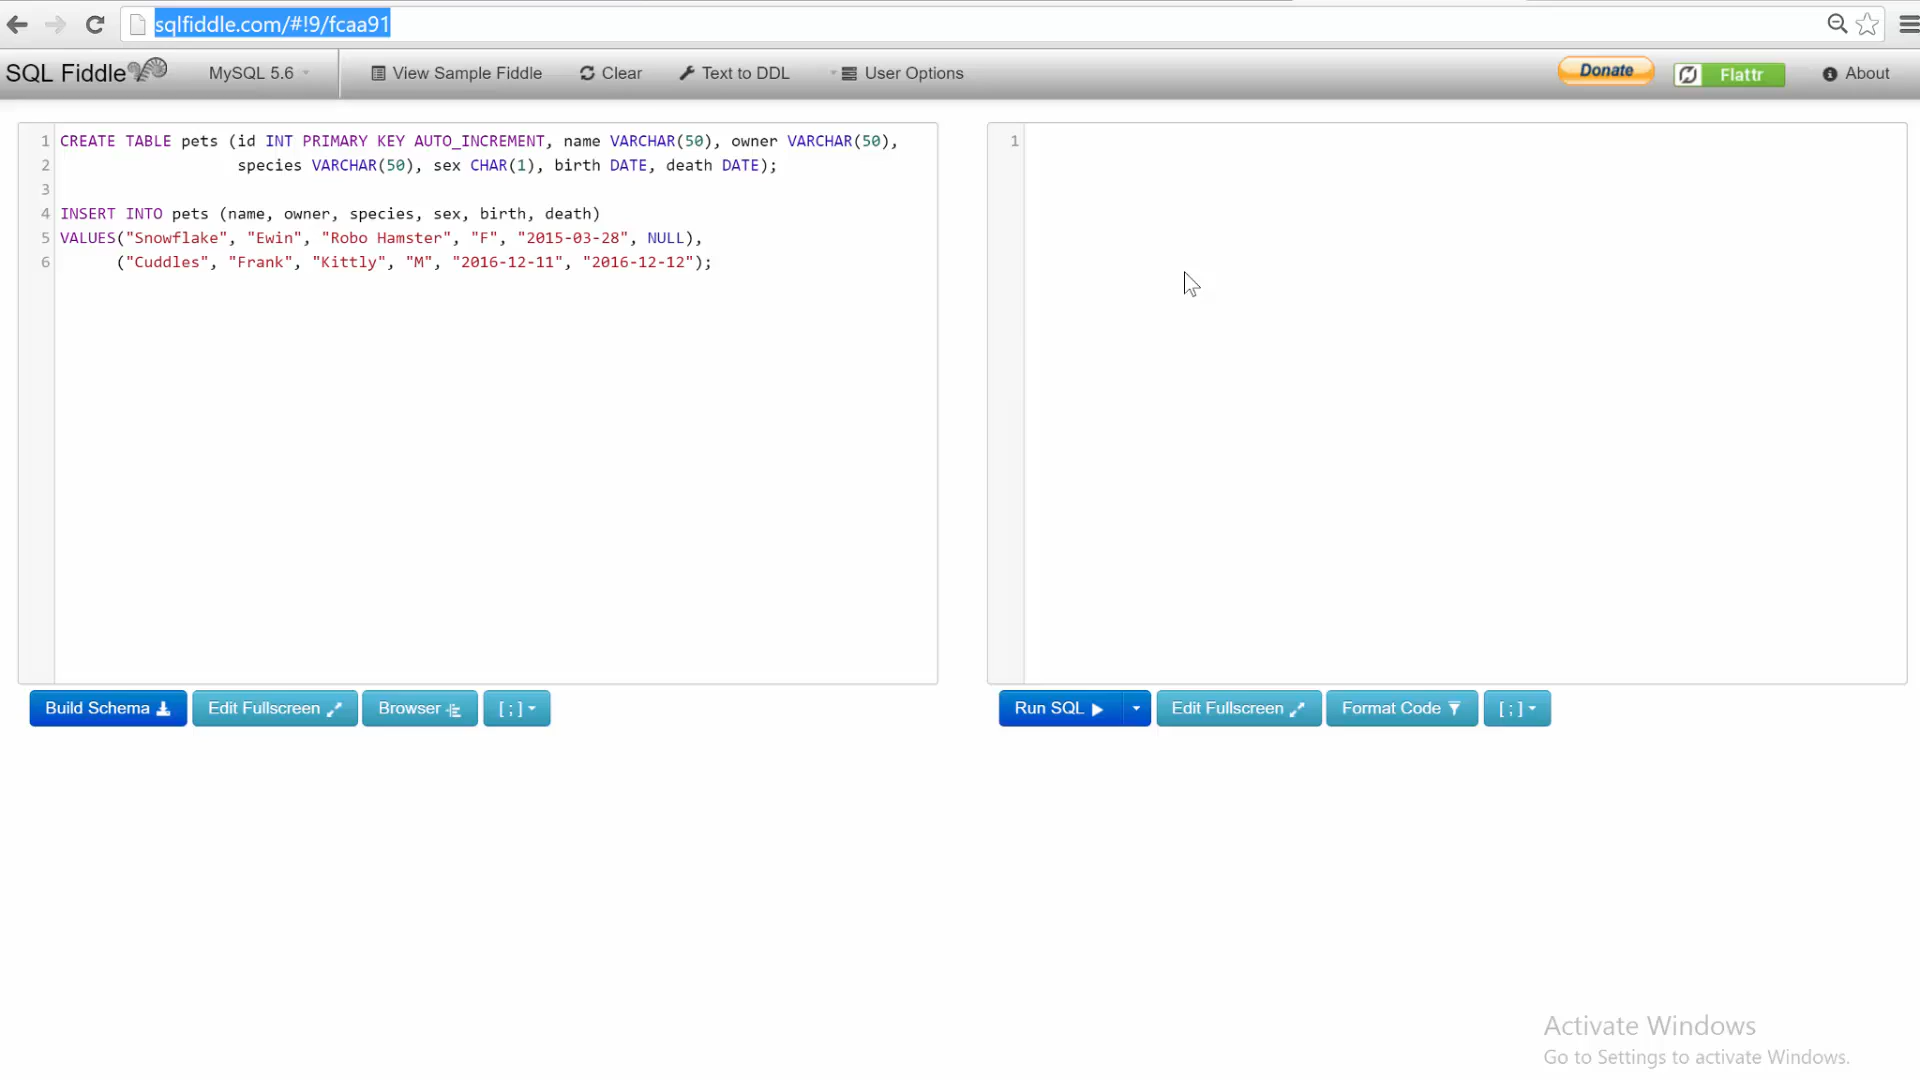 sqlfiddle.com/#!9/fcaa91
SQL Fiddle MySQL 5.6 View Sample Fiddle Clear Text to DDL User Options Donate Flattr About
1 CREATE TABLE pets (id INT PRIMARY KEY AUTO_INCREMENT, name VARCHAR(50), owner VARCHAR(50),
2 species VARCHAR(50), sex CHAR(1), birth DATE, death DATE);
3
4 INSERT INTO pets (name, owner, species, sex, birth, death)
5 VALUES("Snowflake", "Ewin", "Robo Hamster", "F", "2015-03-28", NULL),
6 ("Cuddles", "Frank", "Kittly", "M", "2016-12-11", "2016-12-12");
1
Build Schema Edit Fullscreen Browser [ ; ]
Run SQL Edit Fullscreen Format Code [ ; ]
Activate Windows
Go to Settings to activate Windows.